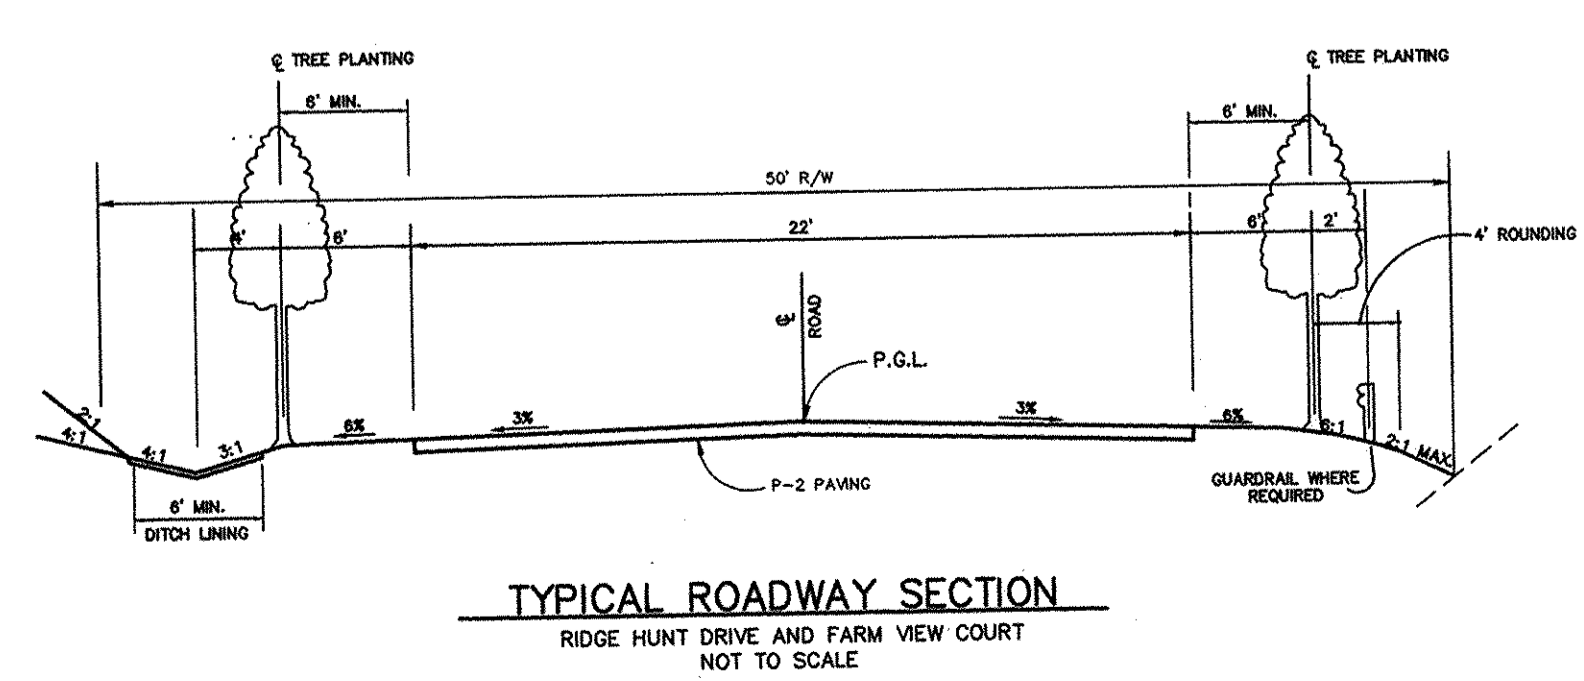 ℄ TREE PLANTING
℄ TREE PLANTING
6' MIN.
6' MIN.
50' R/W
4'
6'
22'
6'
2'
4' ROUNDING
℄ ROAD
P.G.L.
2:1
4:1
4:1
3:1
6%
3%
3%
6%
6:1
2:1 MAX.
P-2 PAVING
GUARDRAIL WHERE
REQUIRED
6' MIN.
DITCH LINING
TYPICAL ROADWAY SECTION
RIDGE HUNT DRIVE AND FARM VIEW COURT
NOT TO SCALE